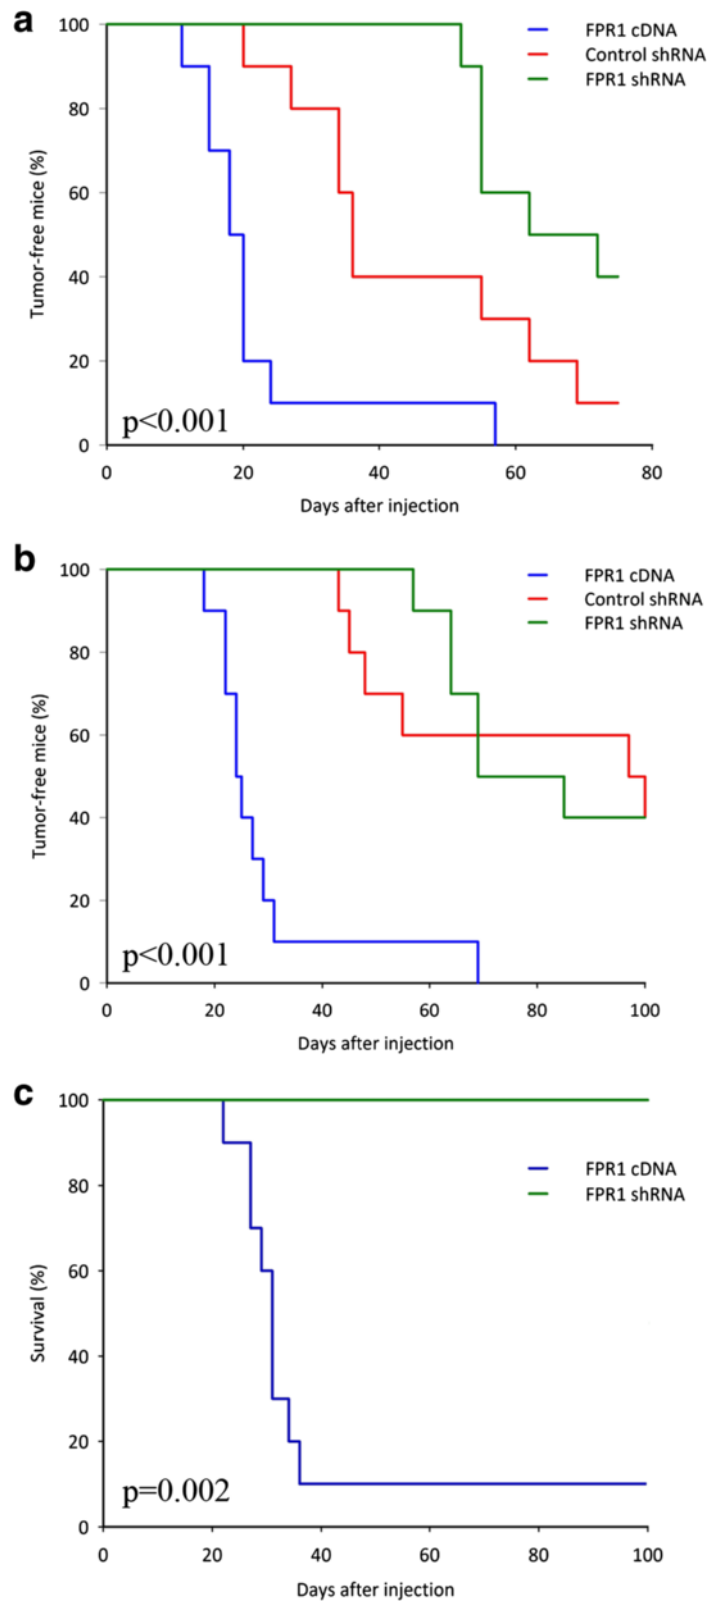 a
FPR1 cDNA
Control shRNA
FPR1 shRNA
Tumor-free mice (%)
100
80
60
40
20
0
p<0.001
0 20 40 60 80
Days after injection
b
FPR1 cDNA
Control shRNA
FPR1 shRNA
Tumor-free mice (%)
100
80
60
40
20
0
p<0.001
0 20 40 60 80 100
Days after injection
c
FPR1 cDNA
FPR1 shRNA
Survival (%)
100
80
60
40
20
0
p=0.002
0 20 40 60 80 100
Days after injection